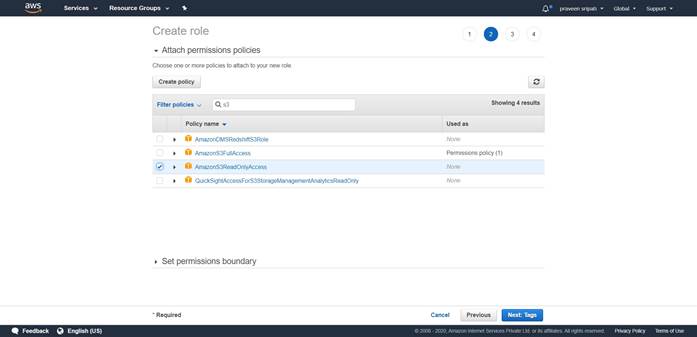 aws Services Resource Groups praveen sripati Global Support
Create role 1 2 3 4
Attach permissions policies
Choose one or more policies to attach to your new role.
Create policy
Filter policies s3 Showing 4 results
Policy name Used as
AmazonDMSRedshiftS3Role None
AmazonS3FullAccess Permissions policy (1)
AmazonS3ReadOnlyAccess None
QuickSightAccessForS3StorageManagementAnalyticsReadOnly None
Set permissions boundary
* Required Cancel Previous Next: Tags
Feedback English (US) © 2008 - 2020, Amazon Internet Services Private Ltd. or its affiliates. All rights reserved. Privacy Policy Terms of Use